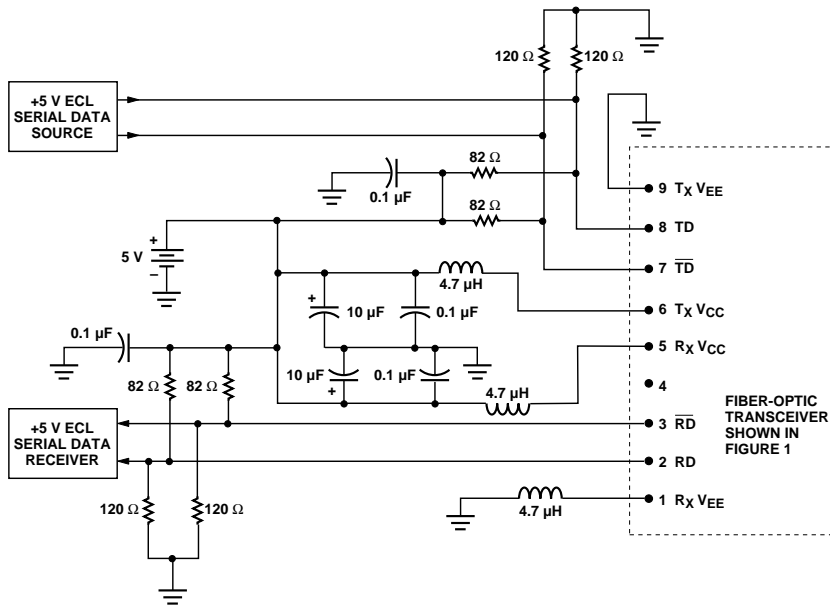 120 Ω
120 Ω
+5 V ECL
SERIAL DATA
SOURCE
82 Ω
0.1 µF
82 Ω
9 TX VEE
8 TD
+
5 V
–
7 TD
4.7 µH
6 TX VCC
+
10 µF
0.1 µF
0.1 µF
5 RX VCC
82 Ω
82 Ω
10 µF
+
0.1 µF
4.7 µH
4
+5 V ECL
SERIAL DATA
RECEIVER
3 RD
2 RD
FIBER-OPTIC
TRANSCEIVER
SHOWN IN
FIGURE 1
120 Ω
120 Ω
4.7 µH
1 RX VEE